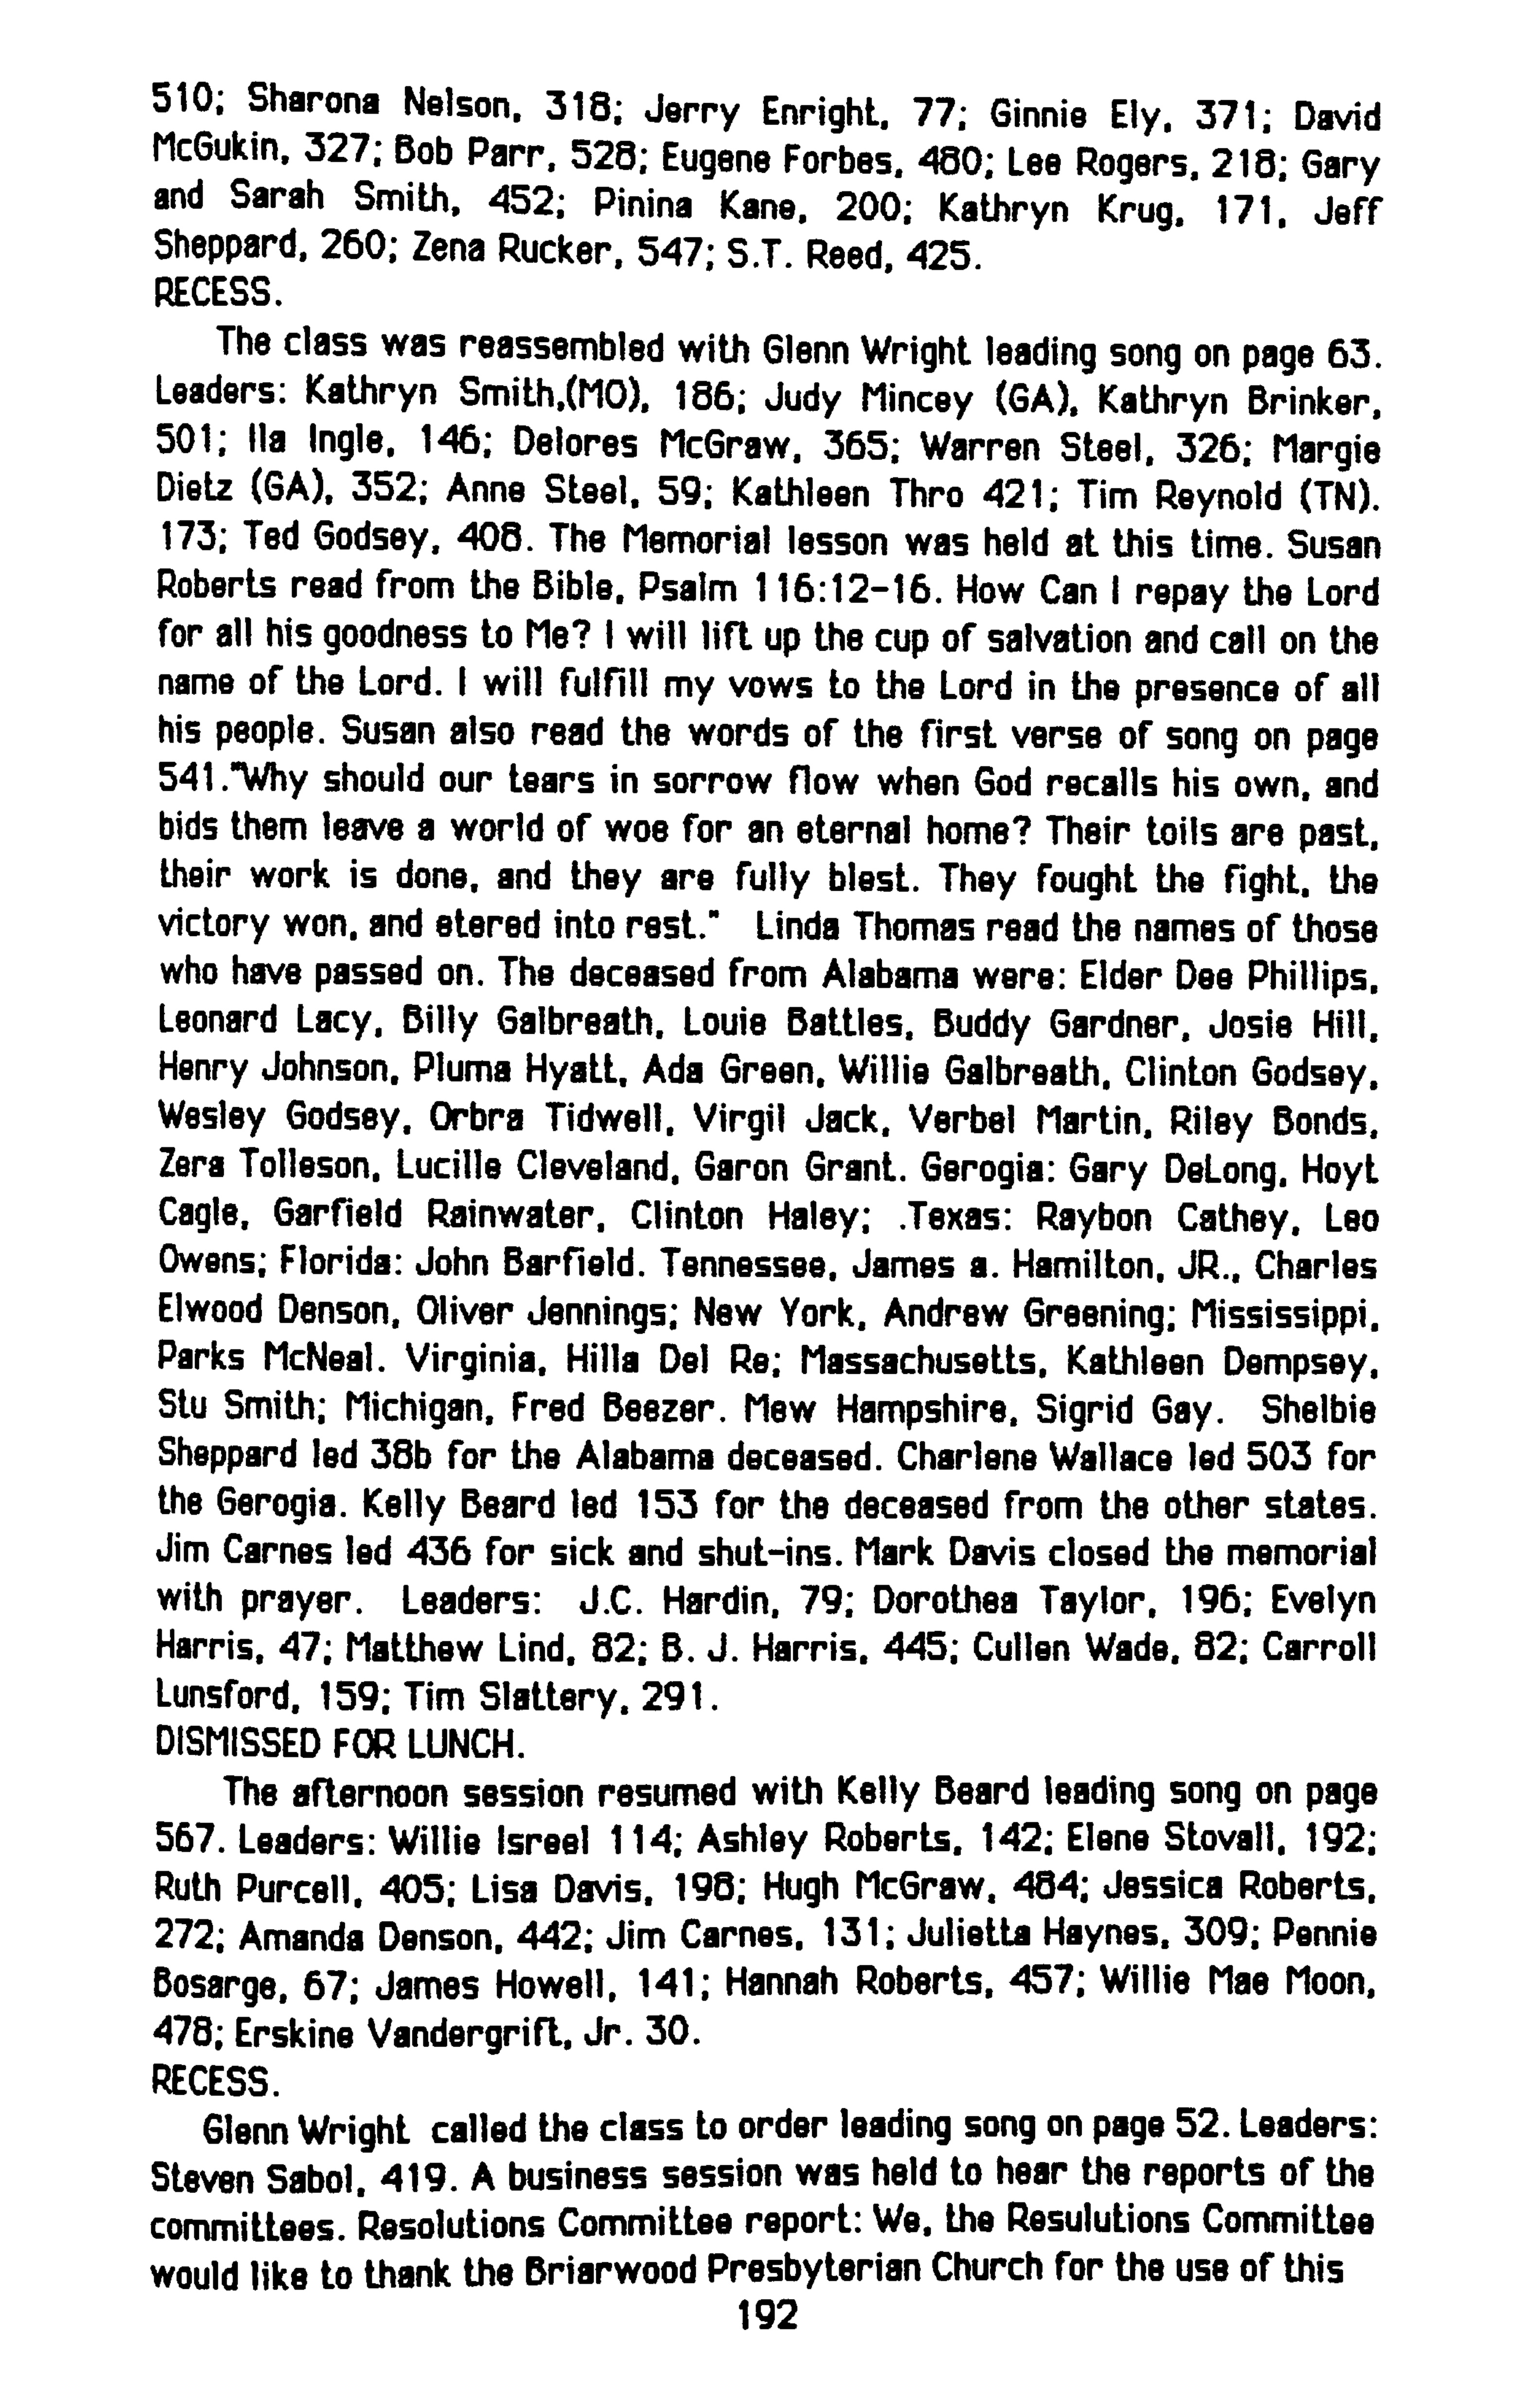 510; Sharona Nelson, 318; Jerry Enright, 77; Ginnie Ely, 371; David
McGukin, 327; Bob Parr, 528; Eugene Forbes, 480; Lee Rogers, 218; Gary
and Sarah Smith, 452; Pinina Kane, 200; Kathryn Krug, 171, Jeff
Sheppard, 260; Zena Rucker, 547; S.T. Reed, 425.
RECESS.
The class was reassembled with Glenn Wright leading song on page 63.
Leaders: Kathryn Smith,(MO), 186; Judy Mincey (GA), Kathryn Brinker,
501; Ila Ingle, 146; Delores McGraw, 365; Warren Steel, 326; Margie
Dietz (GA), 352; Anne Steel, 59; Kathleen Thro 421; Tim Reynold (TN).
173; Ted Godsey, 408. The Memorial lesson was held at this time. Susan
Roberts read from the Bible, Psalm 116:12-16. How Can I repay the Lord
for all his goodness to Me? I will lift up the cup of salvation and call on the
name of the Lord. I will fulfill my vows to the Lord in the presence of all
his people. Susan also read the words of the first verse of song on page
541."Why should our tears in sorrow flow when God recalls his own, and
bids them leave a world of woe for an eternal home? Their toils are past,
their work is done, and they are fully blest. They fought the fight, the
victory won, and etered into rest." Linda Thomas read the names of those
who have passed on. The deceased from Alabama were: Elder Dee Phillips,
Leonard Lacy, Billy Galbreath, Louie Battles, Buddy Gardner, Josie Hill,
Henry Johnson, Pluma Hyatt, Ada Green, Willie Galbreath, Clinton Godsey,
Wesley Godsey, Orbra Tidwell, Virgil Jack, Verbel Martin, Riley Bonds,
Zera Tolleson, Lucille Cleveland, Garon Grant. Gerogia: Gary DeLong, Hoyt
Cagle, Garfield Rainwater, Clinton Haley; .Texas: Raybon Cathey, Leo
Owens; Florida: John Barfield. Tennessee, James a. Hamilton, JR., Charles
Elwood Denson, Oliver Jennings; New York, Andrew Greening; Mississippi,
Parks McNeal. Virginia, Hilla Del Re; Massachusetts, Kathleen Dempsey,
Stu Smith; Michigan, Fred Beezer. Mew Hampshire, Sigrid Gay. Shelbie
Sheppard led 38b for the Alabama deceased. Charlene Wallace led 503 for
the Gerogia. Kelly Beard led 153 for the deceased from the other states.
Jim Carnes led 436 for sick and shut-ins. Mark Davis closed the memorial
with prayer. Leaders: J.C. Hardin, 79; Dorothea Taylor, 196; Evelyn
Harris, 47; Matthew Lind, 82; B. J. Harris, 445; Cullen Wade, 82; Carroll
Lunsford, 159; Tim Slattery, 291.
DISMISSED FOR LUNCH.
The afternoon session resumed with Kelly Beard leading song on page
567. Leaders: Willie Isreel 114; Ashley Roberts, 142; Elene Stovall, 192;
Ruth Purcell, 405; Lisa Davis, 198; Hugh McGraw, 484; Jessica Roberts,
272; Amanda Denson, 442; Jim Carnes, 131; Julietta Haynes, 309; Pennie
Bosarge, 67; James Howell, 141; Hannah Roberts, 457; Willie Mae Moon,
478; Erskine Vandergrift, Jr. 30.
RECESS.
Glenn Wright called the class to order leading song on page 52. Leaders:
Steven Sabol, 419. A business session was held to hear the reports of the
committees. Resolutions Committee report: We, the Resulutions Committee
would like to thank the Briarwood Presbyterian Church for the use of this
192